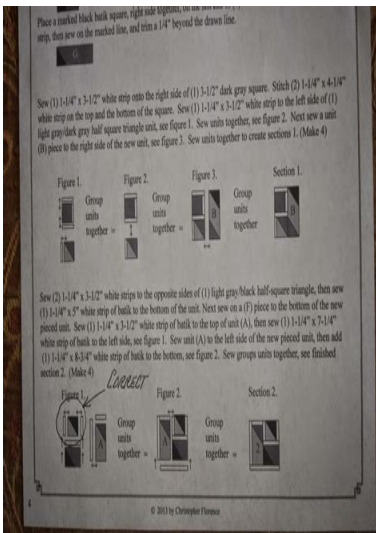 Place a marked black batik square, right side together, on the
strip, then sew on the marked line, and trim a 1/4" beyond the drawn line.
G
Sew (1) 1-1/4" x 3-1/2" white strip onto the right side of (1) 3-1/2" dark gray square. Stitch (2) 1-1/4" x 4-1/4"
white strip on the top and the bottom of the square. Sew (1) 1-1/4" x 3-1/2" white strip to the left side of (1)
light gray/dark gray half square triangle unit, see figure 1. Sew units together, see figure 2. Next sew a unit
(B) piece to the right side of the new unit, see figure 3. Sew units together to create sections 1. (Make 4)
Figure 1. Figure 2. Figure 3. Section 1.
Group Group Group
units units units
together = together = together
B B
Sew (2) 1-1/4" x 3-1/2" white strips to the opposite sides of (1) light gray/black half-square triangle, then sew
(1) 1-1/4" x 5" white strip of batik to the bottom of the unit. Next sew on a (F) piece to the bottom of the new
pieced unit. Sew (1) 1-1/4" x 3-1/2" white strip of batik to the top of unit (A), then sew (1) 1-1/4" x 7-1/4"
white strip of batik to the left side, see figure 1. Sew unit (A) to the left side of the new pieced unit, then add
(1) 1-1/4" x 8-3/4" white strip of batik to the bottom, see figure 2. Sew groups units together, see finished
section 2. (Make 4)
CORRECT
Figure 1. Figure 2. Section 2.
Group Group
units units
together = together =
A A 2
4
© 2013 by Christopher Florence